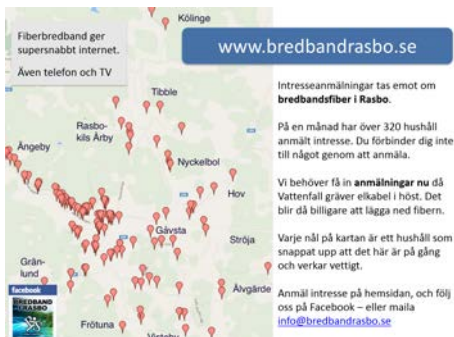 Fiberbredband ger
supersnabbt internet.
Även telefon och TV
www.bredbandrasbo.se
Intresseanmälningar tas emot om
bredbandsfiber i Rasbo.
På en månad har över 320 hushåll
anmält intresse. Du förbinder dig inte
till något genom att anmäla.
Vi behöver få in anmälningar nu då
Vattenfall gräver elkabel i höst. Det
blir då billigare att lägga ned fibern.
Varje nål på kartan är ett hushåll som
snappat upp att det här är på gång
och verkar vettigt.
Anmäl intresse på hemsidan, och följ
oss på Facebook – eller maila
info@bredbandrasbo.se
Kölinge
Tibble
Rasbo-
kils Årby
Ängeby
Nyckelbol
Hov
Gåvsta
Ströja
Grän-
lund
Älvgärde
Frötuna
facebook
BREDBAND
RASBO